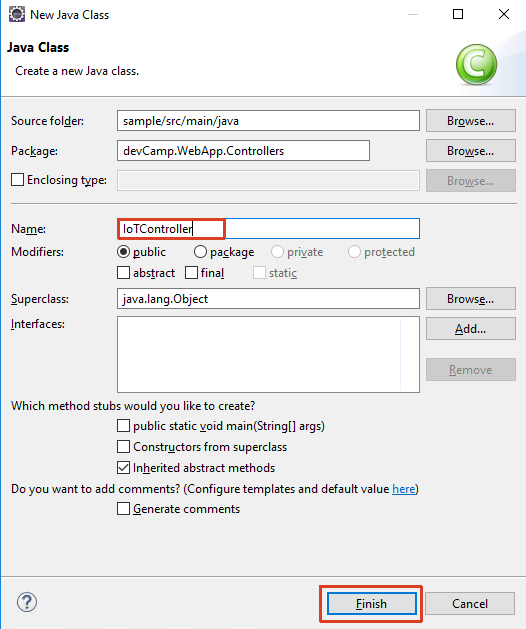 New Java Class
Java Class
Create a new Java class.
C
Source folder: sample/src/main/java Browse...
Package: devCamp.WebApp.Controllers Browse...
Enclosing type: Browse...
Name: IoTController
Modifiers: public package private protected
abstract final static
Superclass: java.lang.Object Browse...
Interfaces: Add...
Remove
Which method stubs would you like to create?
public static void main(String[] args)
Constructors from superclass
Inherited abstract methods
Do you want to add comments? (Configure templates and default value here)
Generate comments
? Finish Cancel